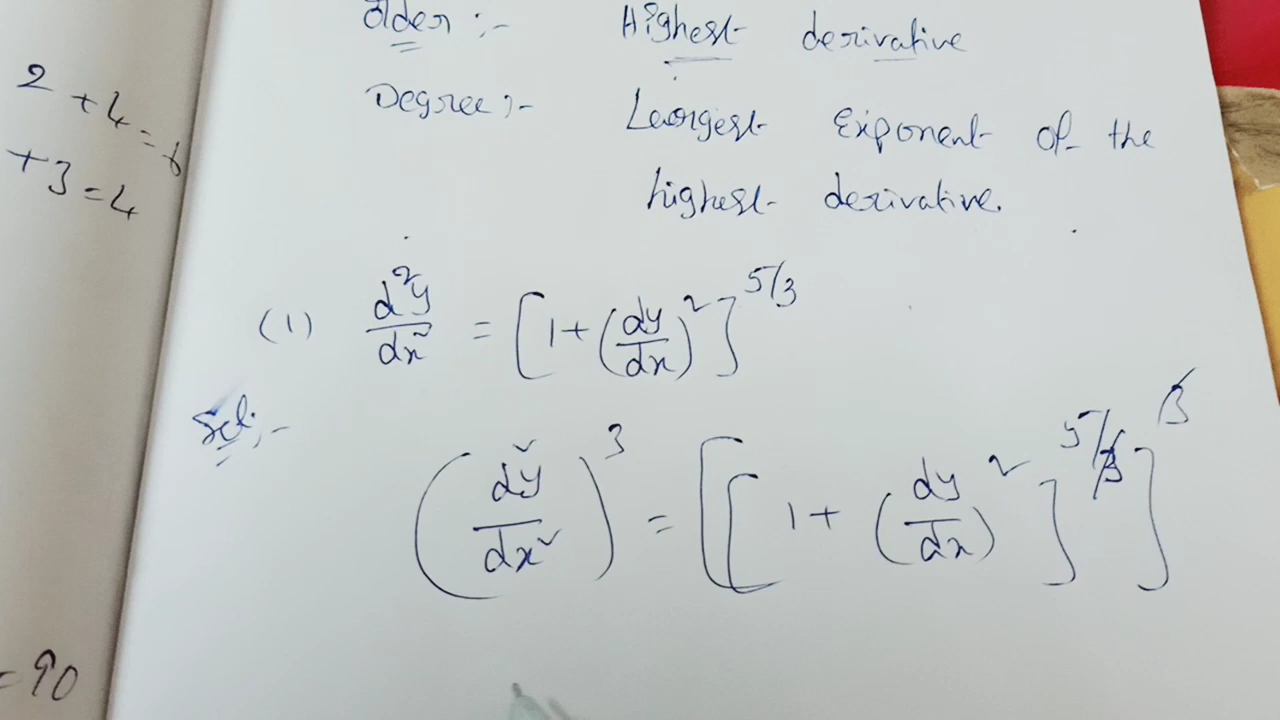 Order :- Highest derivative
Degree :- Largest Exponent of the
highest derivative.
2 + 4 = 6
+ 3 = 4
(1) d²y/dx² = [1 + (dy/dx)²]^5/3
Sol :-
(d²y/dx²)³ = [[1 + (dy/dx)²]^5/3]^3
= 90